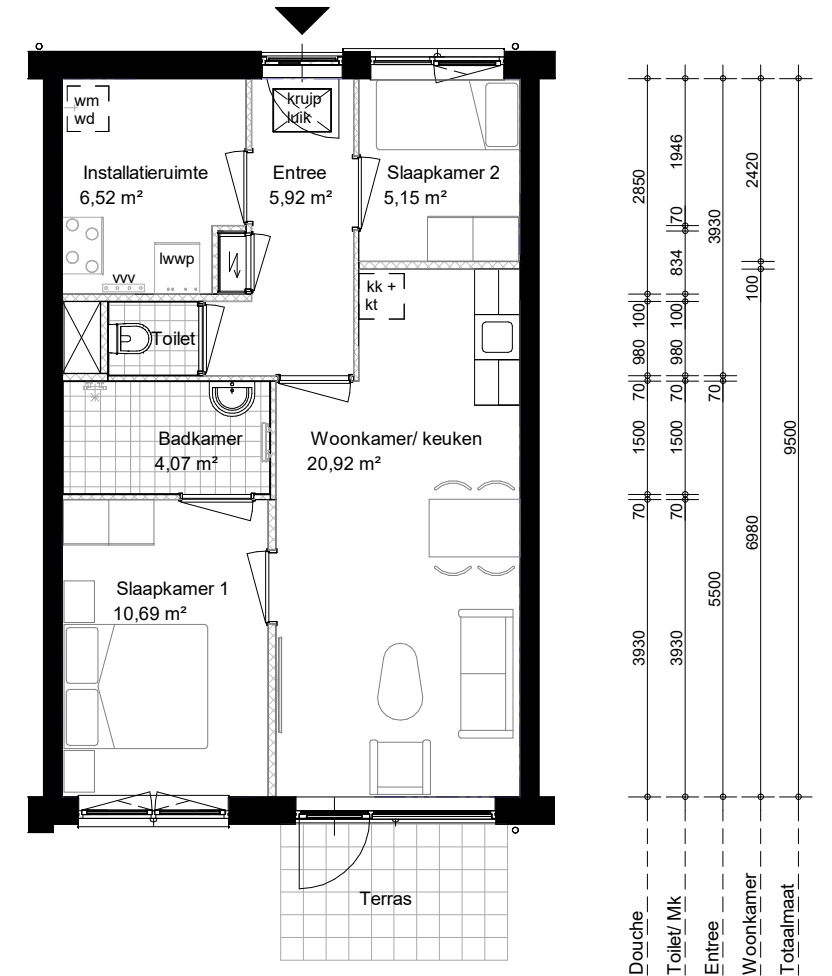 kruip
luik
wm
wd
Installatieruimte
6,52 m²
Entree
5,92 m²
Slaapkamer 2
5,15 m²
lwwp
vvv
kk +
kt
Toilet
Badkamer
4,07 m²
Woonkamer/ keuken
20,92 m²
Slaapkamer 1
10,69 m²
Terras
2850
100
980
70
1500
70
3930
Douche
1946
70
834
100
980
70
1500
70
3930
Toilet/ Mk
3930
70
5500
Entree
2420
100
6980
Woonkamer
9500
Totaalmaat